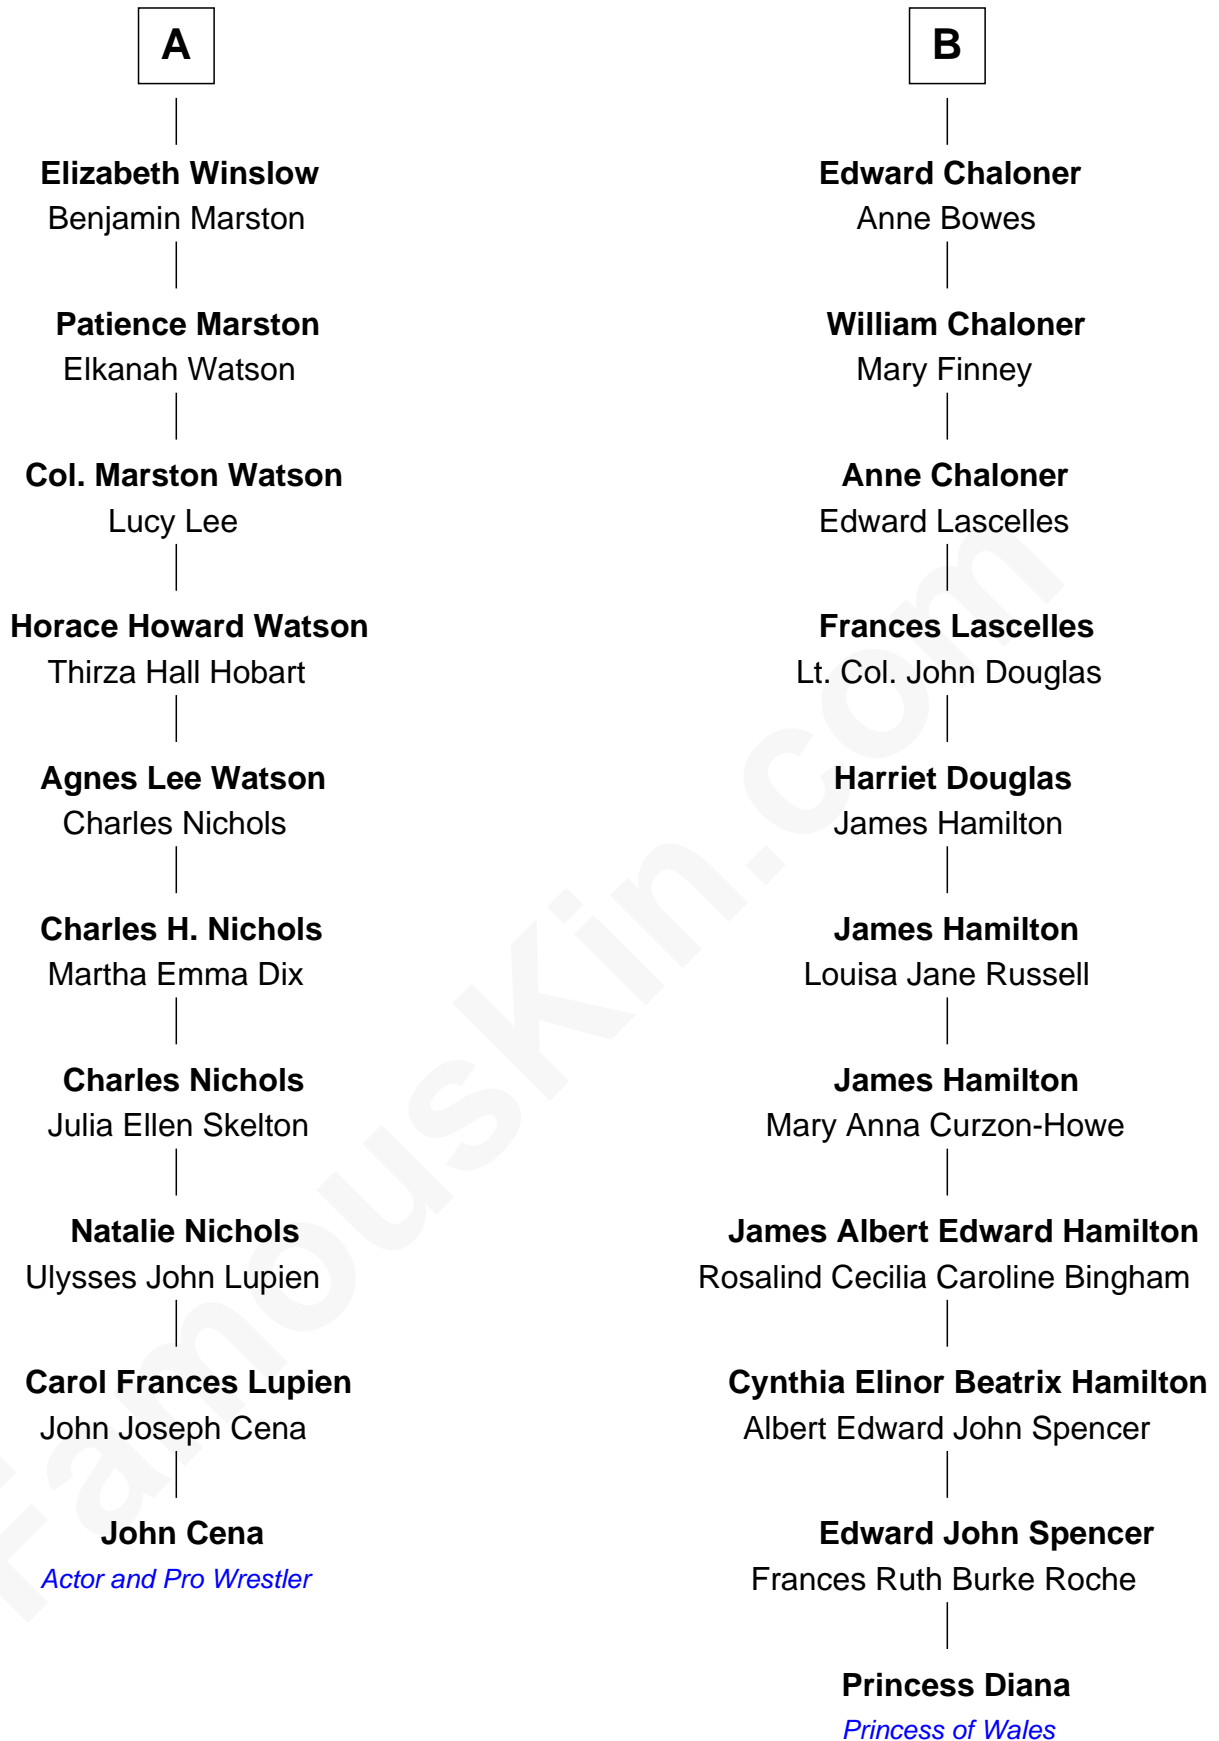 A
Elizabeth Winslow
Benjamin Marston
Patience Marston
Elkanah Watson
Col. Marston Watson
Lucy Lee
Horace Howard Watson
Thirza Hall Hobart
Agnes Lee Watson
Charles Nichols
Charles H. Nichols
Martha Emma Dix
Charles Nichols
Julia Ellen Skelton
Natalie Nichols
Ulysses John Lupien
Carol Frances Lupien
John Joseph Cena
John Cena
Actor and Pro Wrestler
B
Edward Chaloner
Anne Bowes
William Chaloner
Mary Finney
Anne Chaloner
Edward Lascelles
Frances Lascelles
Lt. Col. John Douglas
Harriet Douglas
James Hamilton
James Hamilton
Louisa Jane Russell
James Hamilton
Mary Anna Curzon-Howe
James Albert Edward Hamilton
Rosalind Cecilia Caroline Bingham
Cynthia Elinor Beatrix Hamilton
Albert Edward John Spencer
Edward John Spencer
Frances Ruth Burke Roche
Princess Diana
Princess of Wales
FamousKin.com